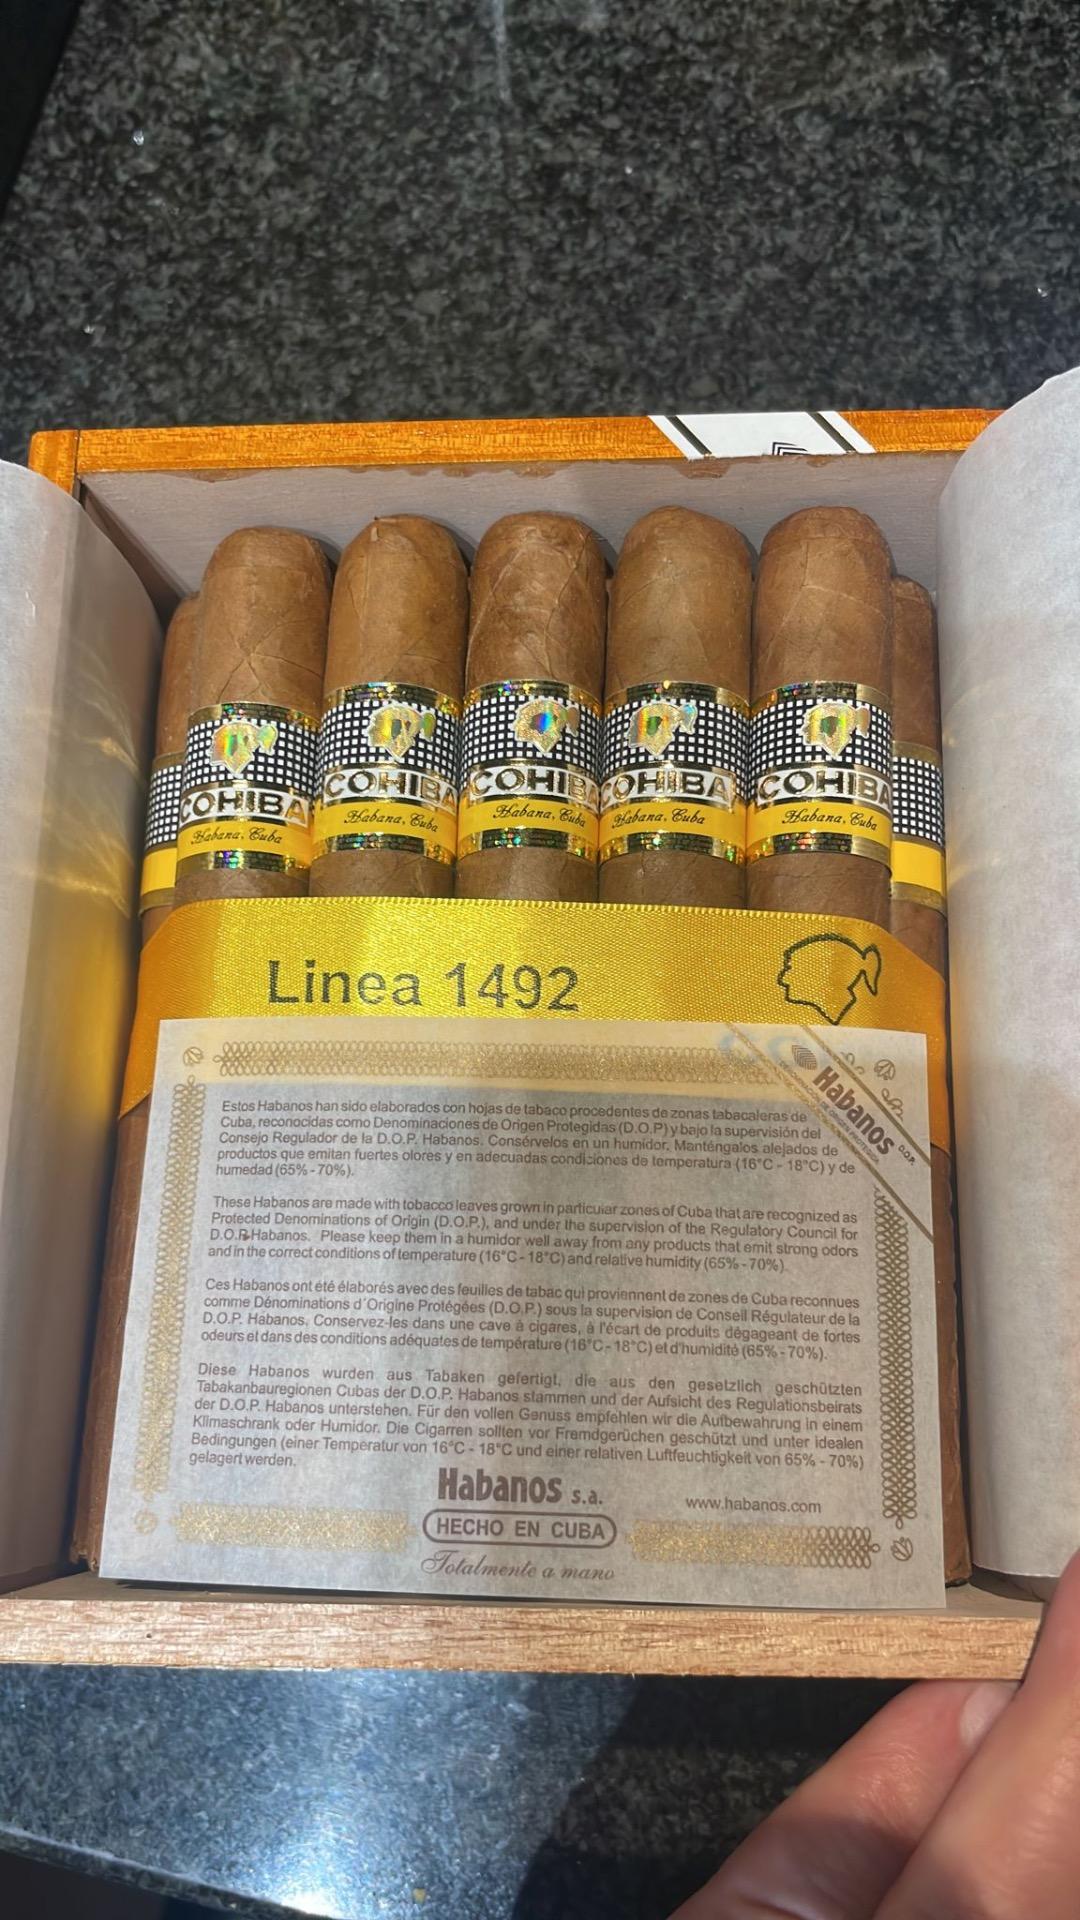 COHIBA COHIBA COHIBA COHIBA COHIBA
Habana, Cuba Habana, Cuba Habana, Cuba Habana, Cuba Habana, Cuba
Linea 1492
Habanos D.O.P.
Estos Habanos han sido elaborados con hojas de tabaco procedentes de zonas tabacaleras de
Cuba, reconocidas como Denominaciones de Origen Protegidas (D.O.P) y bajo la supervisión del
Consejo Regulador de la D.O.P. Habanos. Consérvelos en un humidor. Manténgalos alejados de
productos que emitan fuertes olores y en adecuadas condiciones de temperatura (16°C - 18°C) y de
humedad (65% - 70%).
These Habanos are made with tobacco leaves grown in particular zones of Cuba that are recognized as
Protected Denominations of Origin (D.O.P.), and under the supervision of the Regulatory Council for
D.O.P. Habanos. Please keep them in a humidor well away from any products that emit strong odors
and in the correct conditions of temperature (16°C - 18°C) and relative humidity (65% - 70%).
Ces Habanos ont été élaborés avec des feuilles de tabac qui proviennent de zones de Cuba reconnues
comme Dénominations d´Origine Protégées (D.O.P.) sous la supervision de Conseil Régulateur de la
D.O.P. Habanos. Conservez-les dans une cave à cigares, à l'écart de produits dégageant de fortes
odeurs et dans des conditions adéquates de température (16°C - 18°C) et d'humidité (65% - 70%).
Diese Habanos wurden aus Tabaken gefertigt, die aus den gesetzlich geschützten
Tabakanbauregionen Cubas der D.O.P. Habanos stammen und der Aufsicht des Regulationsbeirats
der D.O.P. Habanos unterstehen. Für den vollen Genuss empfehlen wir die Aufbewahrung in einem
Klimaschrank oder Humidor. Die Cigarren sollten vor Fremdgerüchen geschützt und unter idealen
Bedingungen (einer Temperatur von 16°C - 18°C und einer relativen Luftfeuchtigkeit von 65% - 70%)
gelagert werden.
Habanos s.a.
www.habanos.com
HECHO EN CUBA
Totalmente a mano